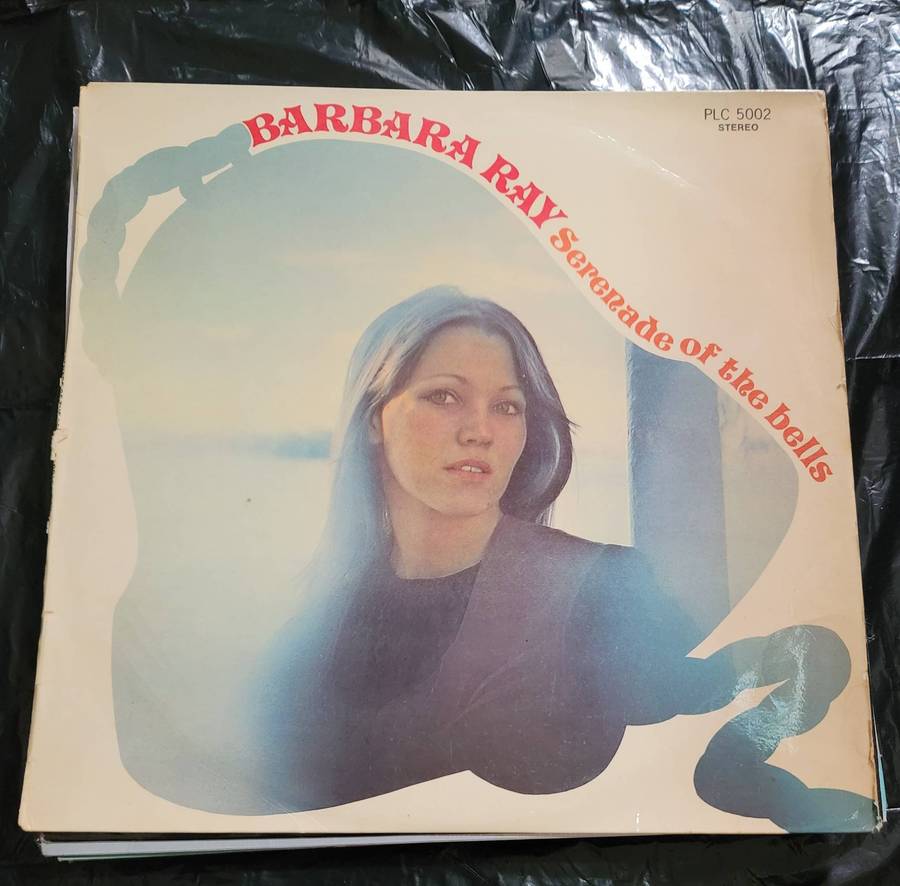 BARBARA RAY Serenade of the bells
PLC 5002
STEREO